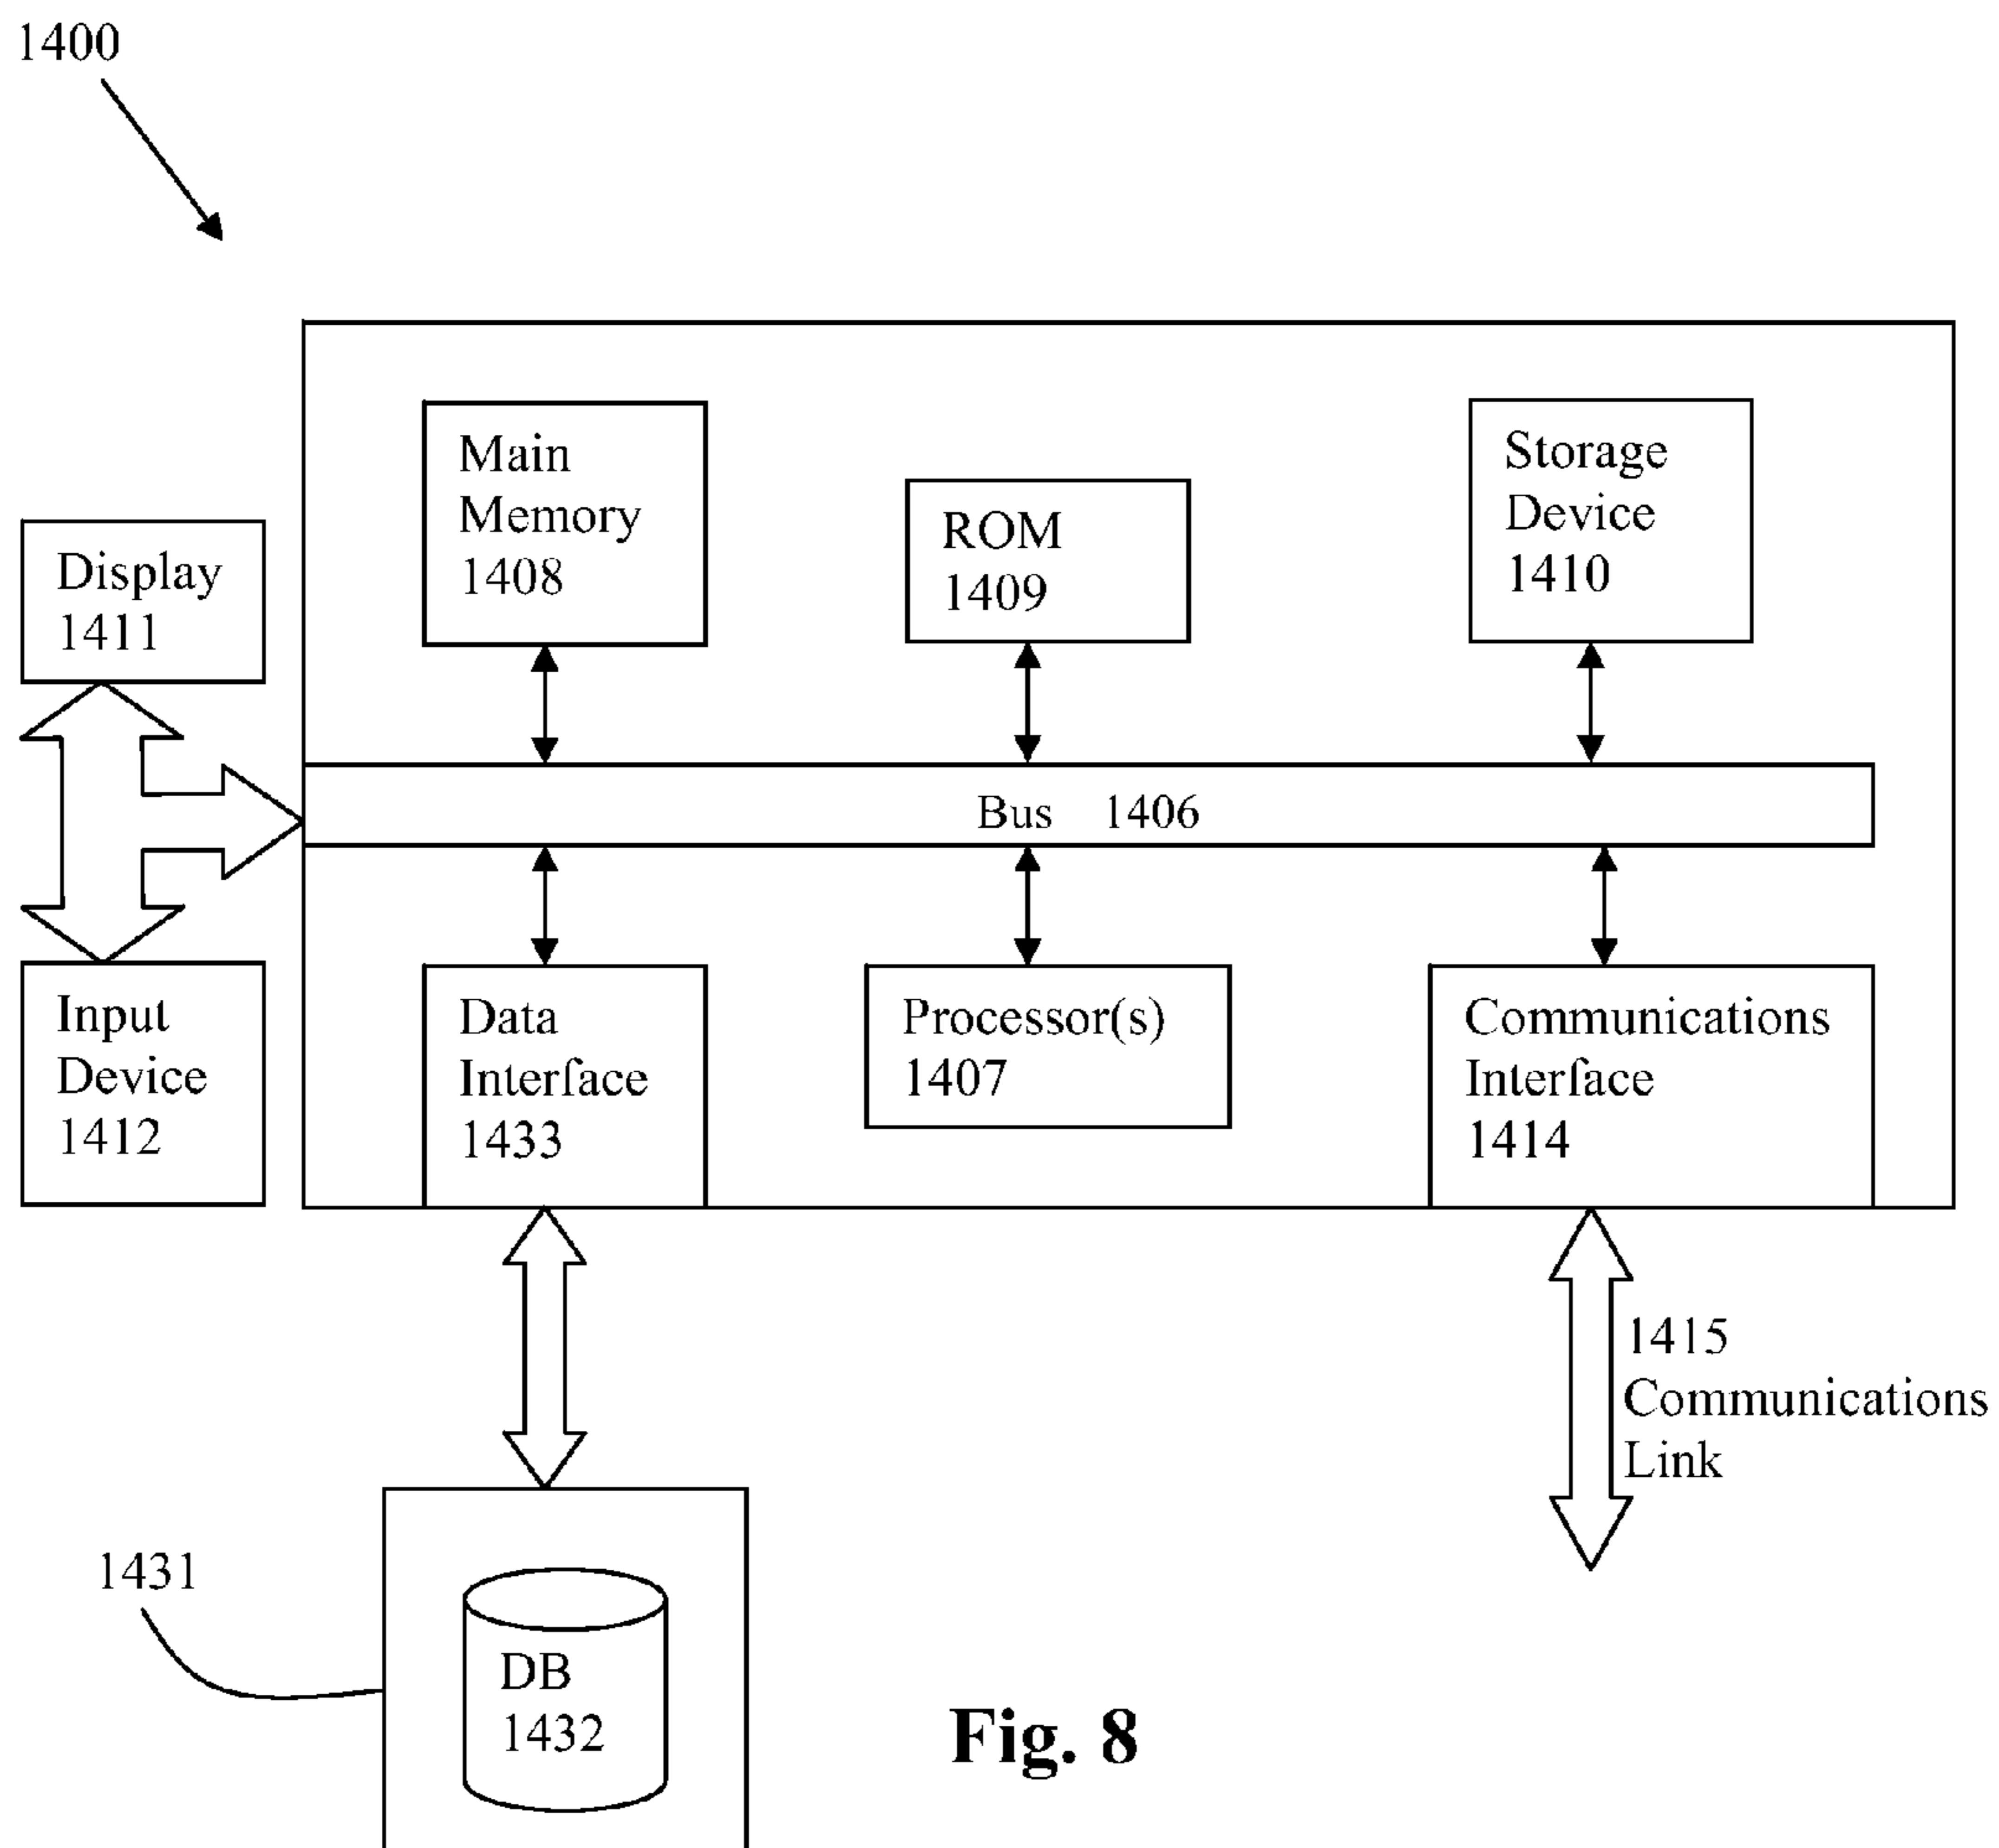 1400
Main
Memory
1408
ROM
1409
Storage
Device
1410
Display
1411
Bus 1406
Input
Device
1412
Data
Interface
1433
Processor(s)
1407
Communications
Interface
1414
1415
Communications
Link
1431
DB
1432
Fig. 8